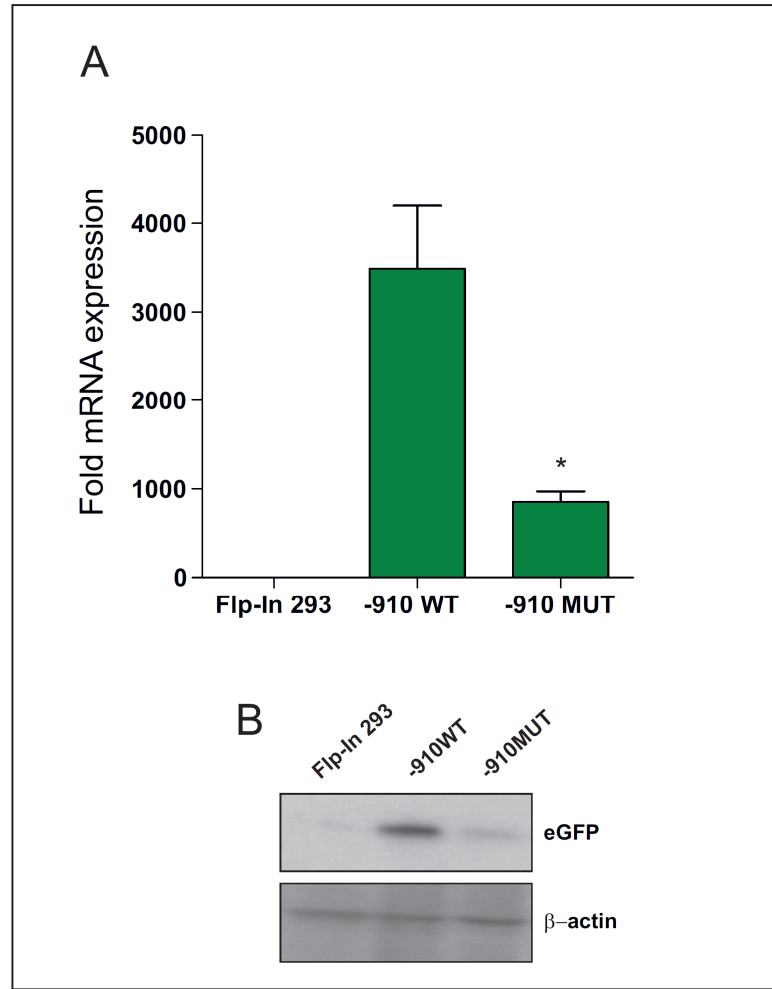 A
Fold mRNA expression
5000
4000
3000
2000
1000
0
*
Flp-In 293 -910 WT -910 MUT
B
Flp-In 293 -910WT -910MUT
eGFP
β-actin